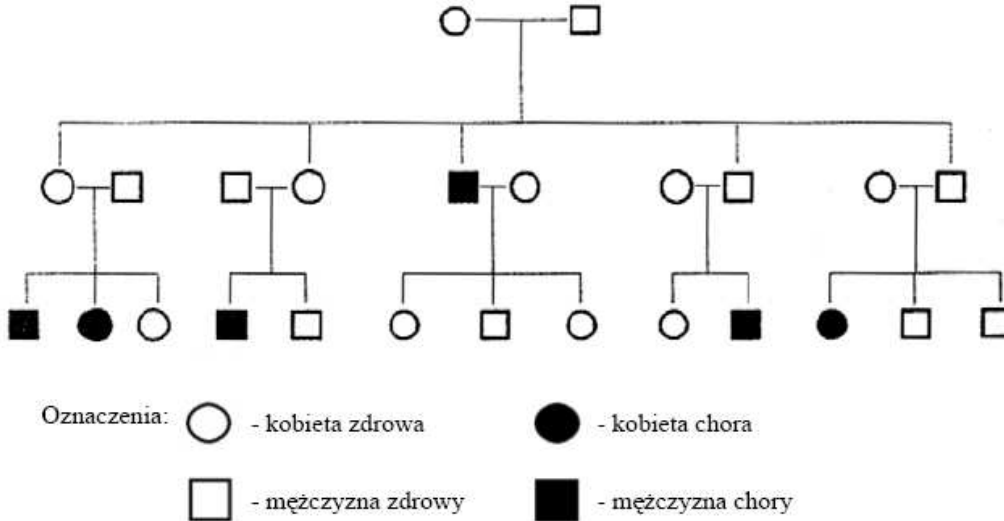 Oznaczenia: - kobieta zdrowa - kobieta chora
- mężczyzna zdrowy - mężczyzna chory